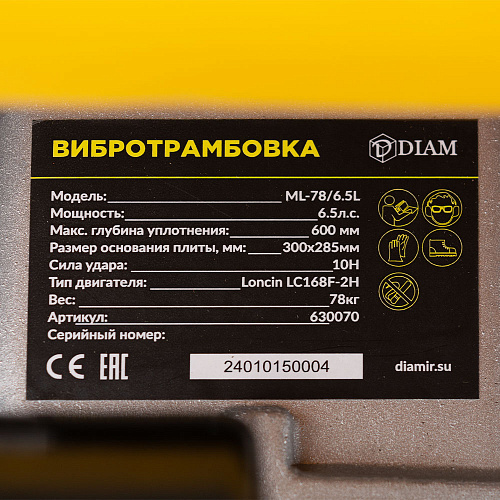 ВИБРОТРАМБОВКА DIAM
Модель: ML-78/6.5L
Мощность: 6.5л.с.
Макс. глубина уплотнения: 600 мм
Размер основания плиты, мм: 300х285мм
Сила удара: 10Н
Тип двигателя: Loncin LC168F-2H
Вес: 78кг
Артикул: 630070
Серийный номер:
CE EAC 24010150004 diamir.su